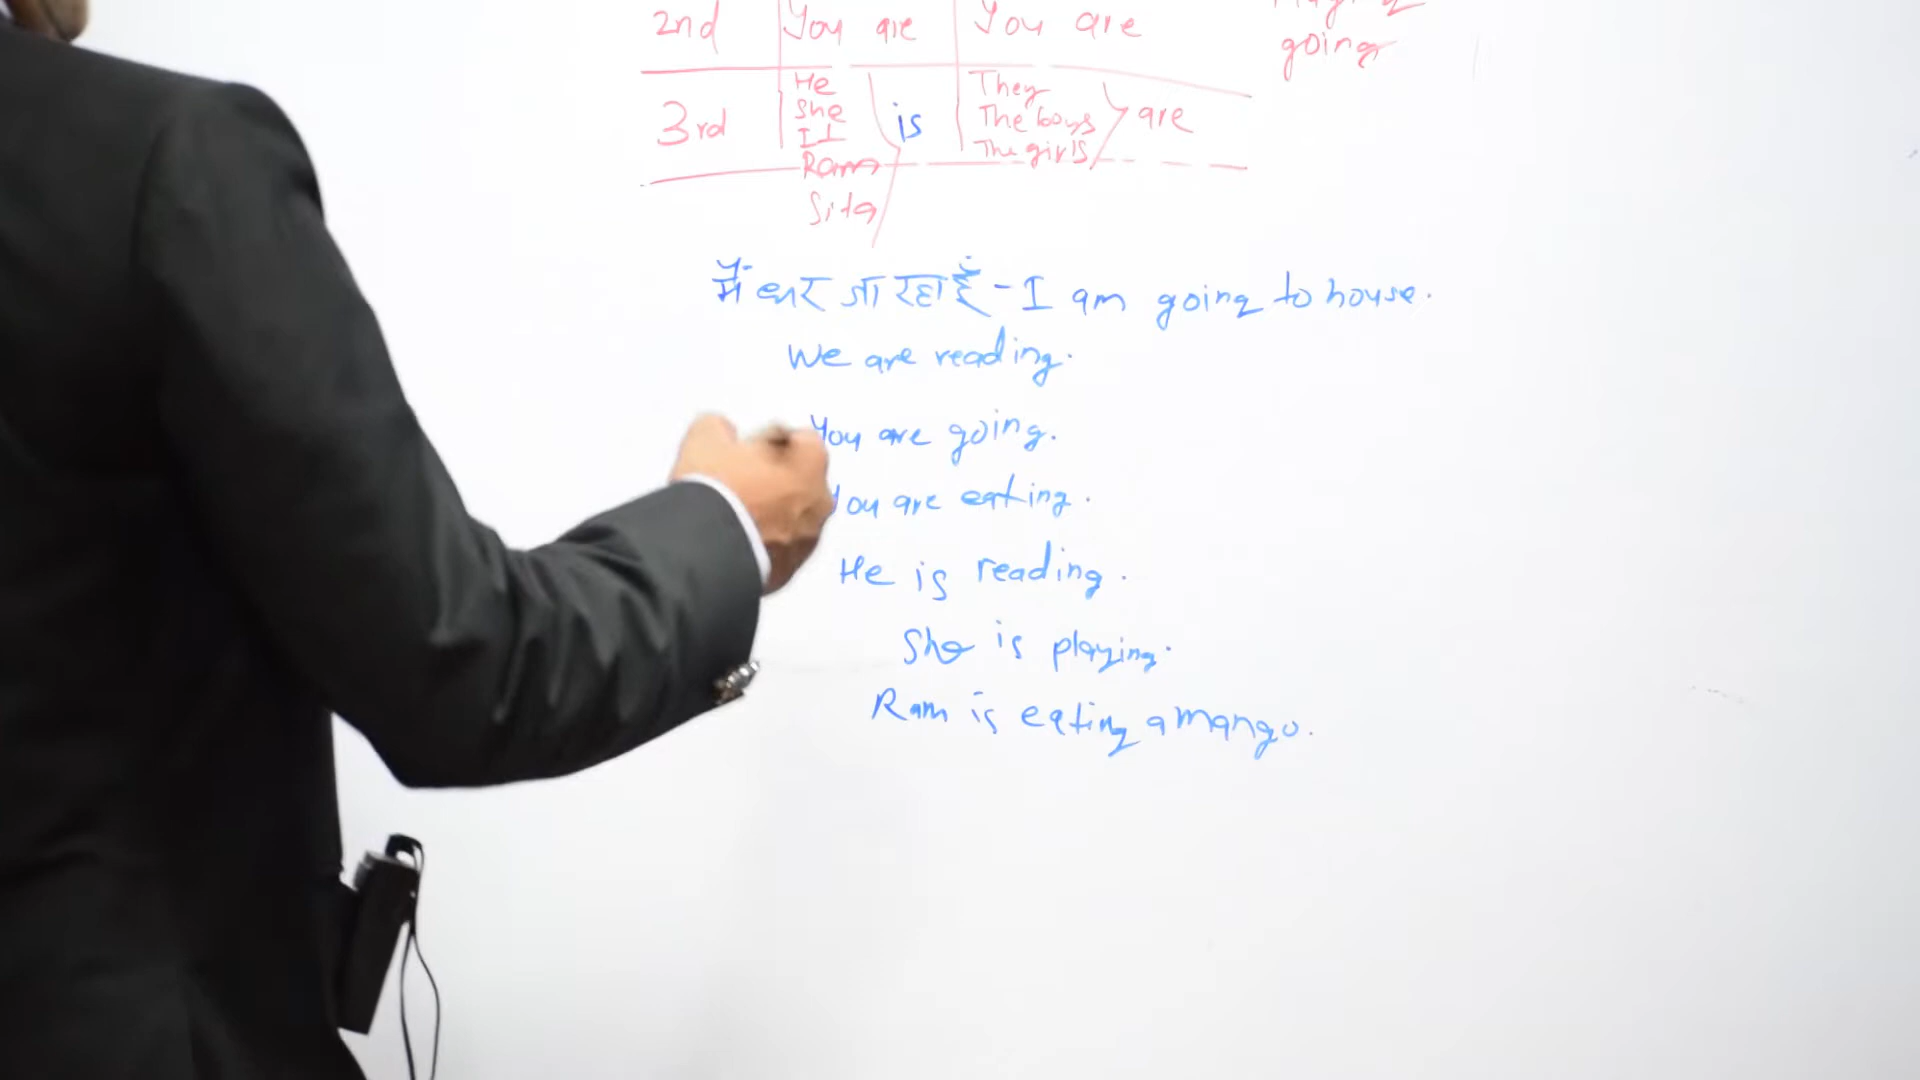 2nd You are You are
going
3rd He She It Ram Sita is They The boys The girls are
मैं घर जा रहा हूँ - I am going to house.
We are reading.
You are going.
You are eating.
He is reading.
She is playing.
Ram is eating a mango.